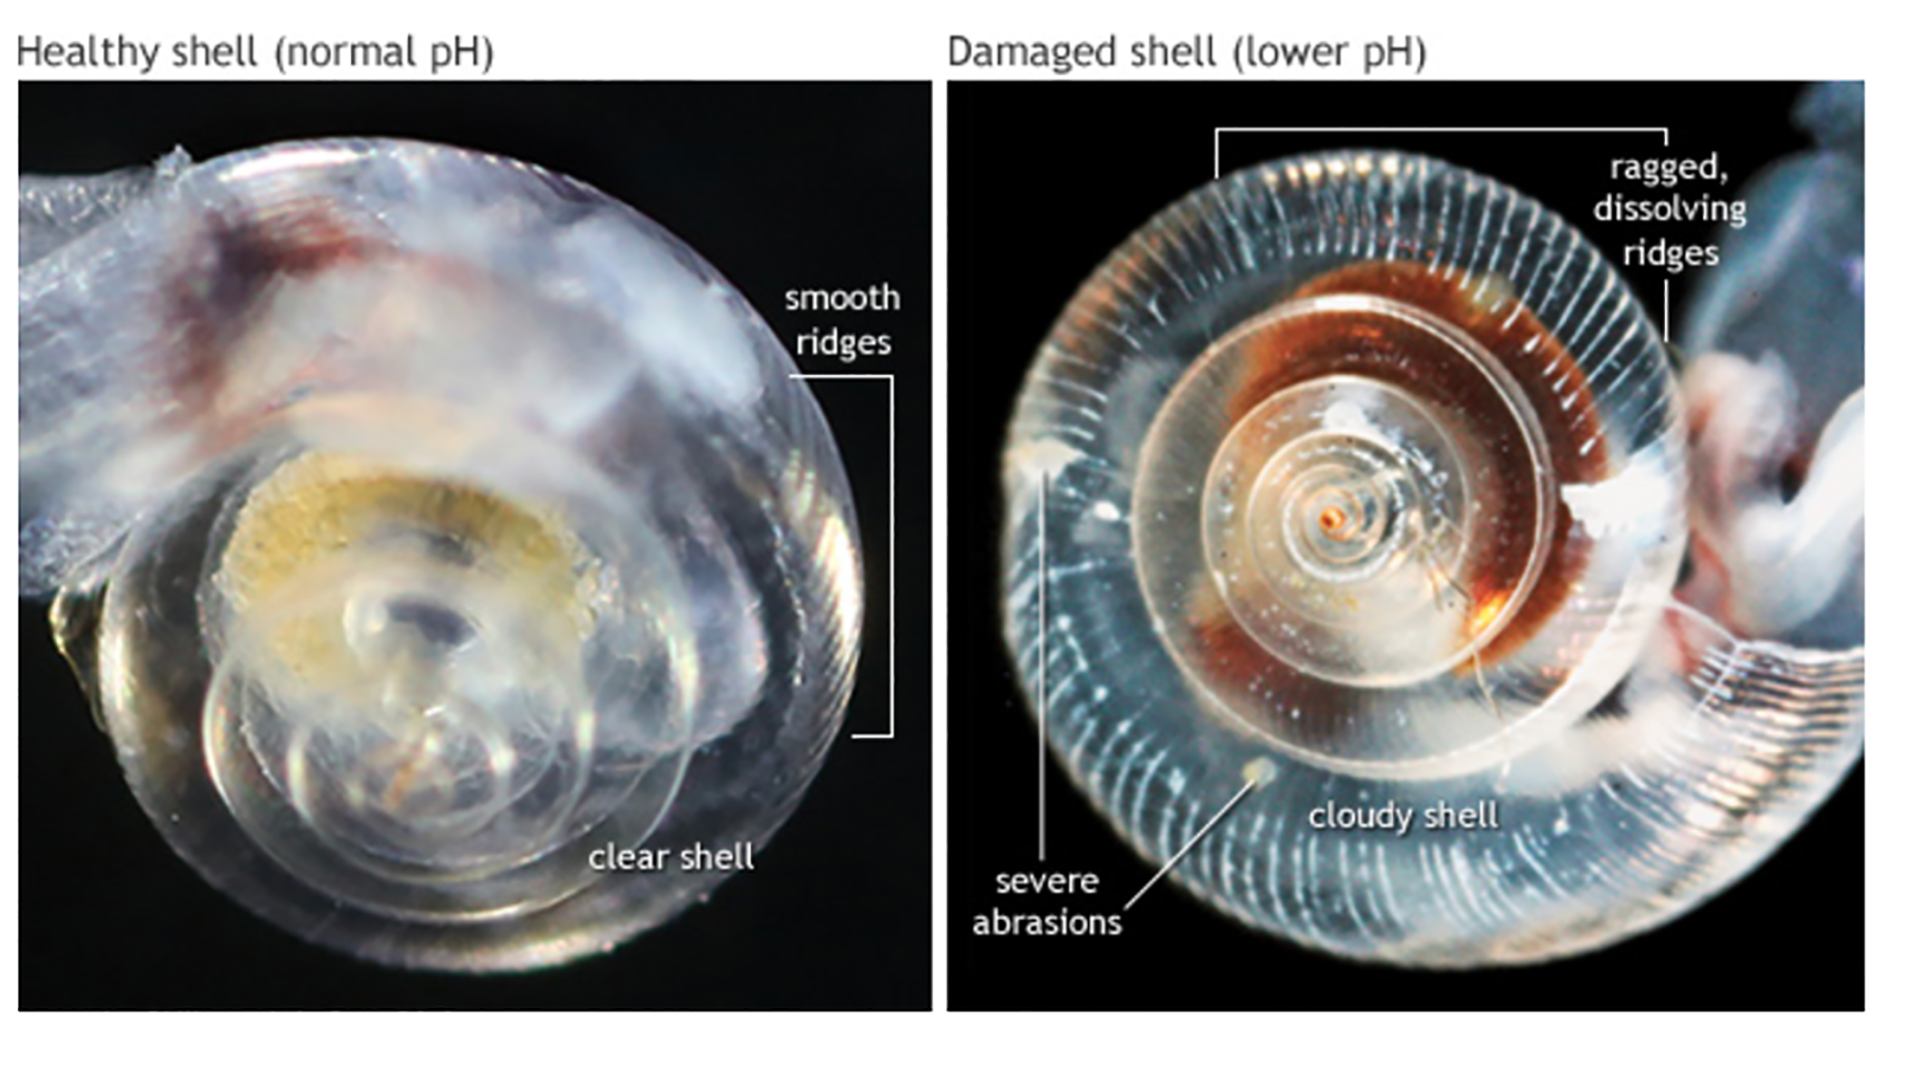 Healthy shell (normal pH)
smooth
ridges
clear shell
Damaged shell (lower pH)
ragged,
dissolving
ridges
cloudy shell
severe
abrasions